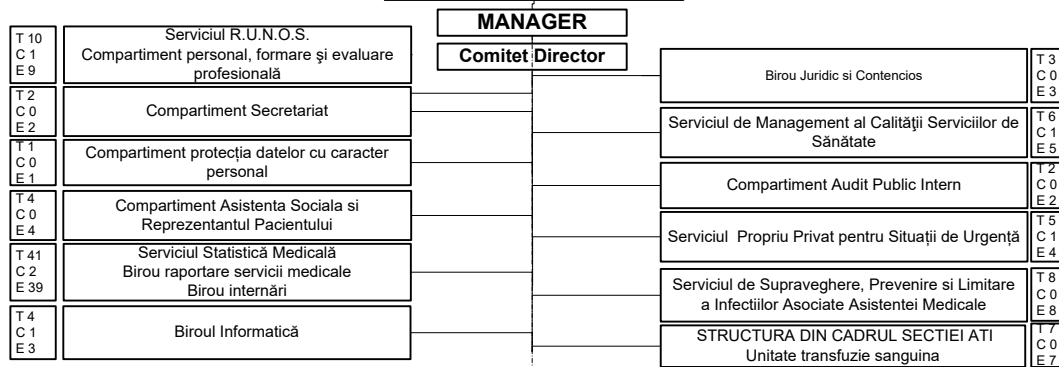 MANAGER
Comitet Director
T 10
C 1
E 9
Serviciul R.U.N.O.S.
Compartiment personal, formare şi evaluare
profesională
T 2
C 0
E 2
Compartiment Secretariat
T 1
C 0
E 1
Compartiment protecția datelor cu caracter
personal
T 4
C 0
E 4
Compartiment Asistenta Sociala si
Reprezentantul Pacientului
T 41
C 2
E 39
Serviciul Statistică Medicală
Birou raportare servicii medicale
Birou internări
T 4
C 1
E 3
Biroul Informatică
Birou Juridic si Contencios
T 3
C 0
E 3
Serviciul de Management al Calităţii Serviciilor de
Sănătate
T 6
C 1
E 5
Compartiment Audit Public Intern
T 2
C 0
E 2
Serviciul Propriu Privat pentru Situații de Urgență
T 5
C 1
E 4
Serviciul de Supraveghere, Prevenire si Limitare
a Infectiilor Asociate Asistentei Medicale
T 8
C 0
E 8
STRUCTURA DIN CADRUL SECTIEI ATI
Unitate transfuzie sanguina
T 7
C 0
E 7